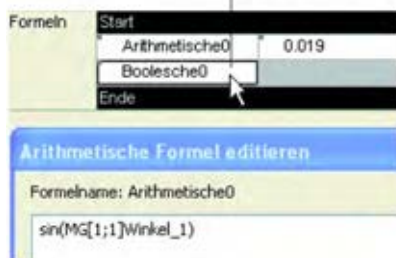 Formeln Start
Arithmetische0 0.019
Boolesche0
Ende
Arithmetische Formel editieren
Formelname: Arithmetische0
sin(MG[1;1]Winkel_1)